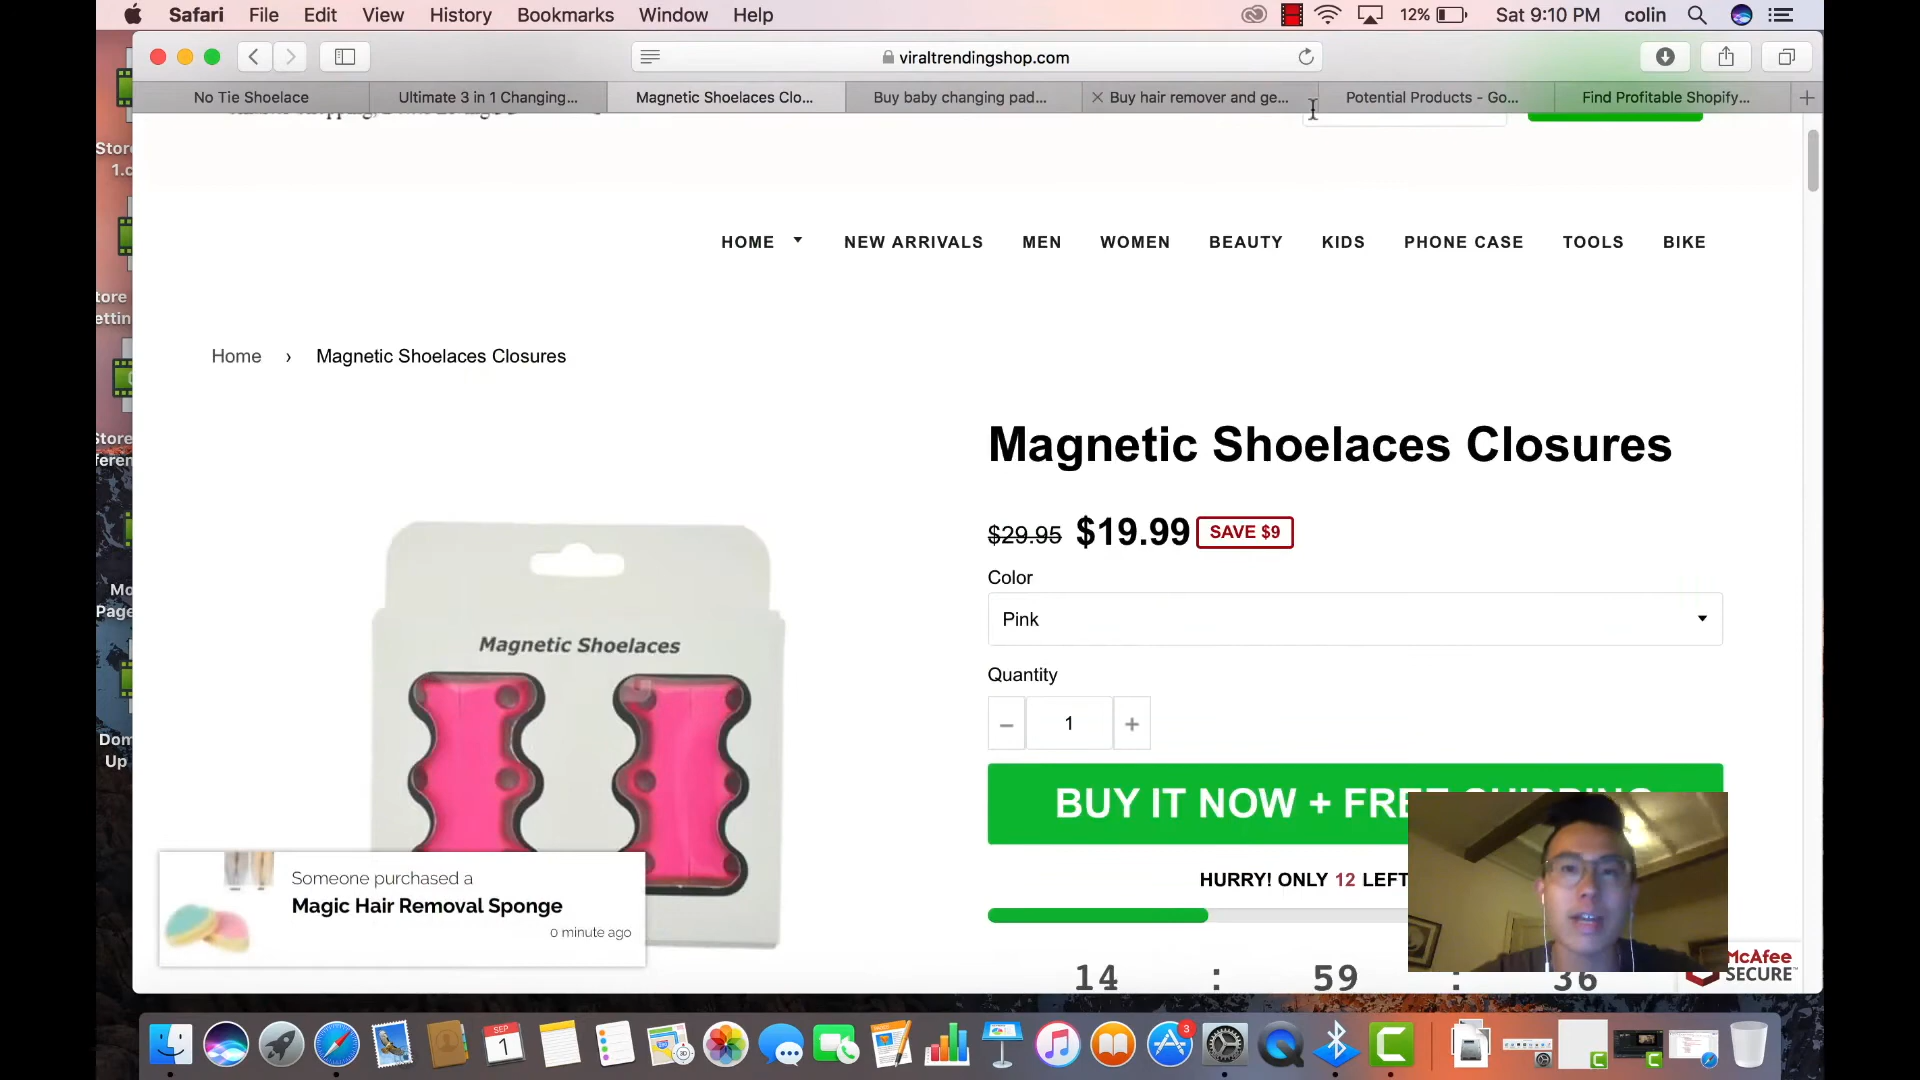 Safari File Edit View History Bookmarks Window Help 12% Sat 9:10 PM colin
viraltrendingshop.com
No Tie Shoelace Ultimate 3 in 1 Changing... Magnetic Shoelaces Clo... Buy baby changing pad... Buy hair remover and ge... Potential Products - Go... Find Profitable Shopify...
HOME NEW ARRIVALS MEN WOMEN BEAUTY KIDS PHONE CASE TOOLS BIKE
Home › Magnetic Shoelaces Closures
Magnetic Shoelaces Closures
$29.95 $19.99 SAVE $9
Color
Pink
Quantity
1
BUY IT NOW + FREE SHIPPING
HURRY! ONLY 12 LEFT
14 : 59 : 36
Magnetic Shoelaces
Someone purchased a
Magic Hair Removal Sponge
0 minute ago
McAfee
SECURE
SEP
1
3